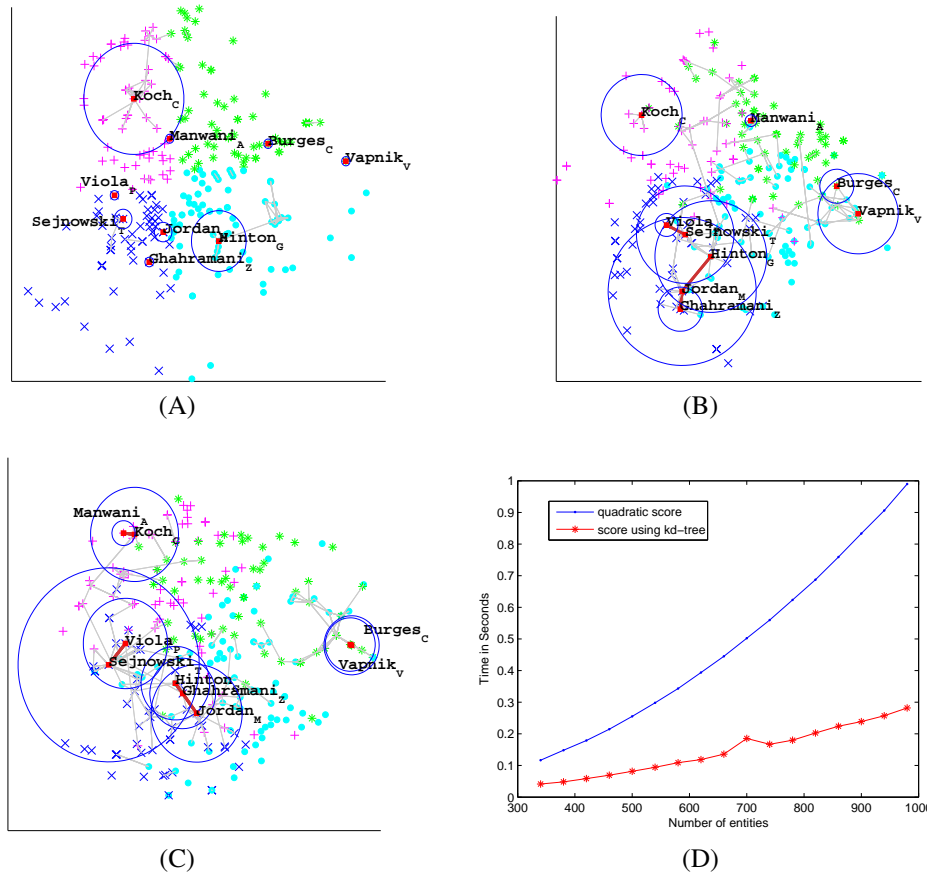 Koch C
Manwani A
Burges C
Vapnik V
Viola P
Sejnowski T
Jordan
Hinton G
Ghahramani Z
(A)
Koch C
Manwani A
Burges C
Vapnik V
Viola
Sejnowski T
Hinton G
Jordan M
Ghahramani Z
(B)
Manwani A
Koch C
Viola P
Sejnowski T
Hinton
Ghahramani Z
Jordan M
Burges C
Vapnik V
(C)
1
0.9
0.8
0.7
0.6
0.5
0.4
0.3
0.2
0.1
0
Time in Seconds
quadratic score
score using kd-tree
300 400 500 600 700 800 900 1000
Number of entities
(D)